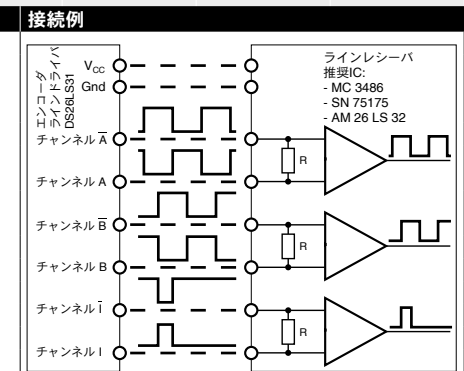 接続例
エンコーダ
ラインドライバ
DS26LS31
VCC
Gnd
チャンネル A̅
チャンネル A
チャンネル B̅
チャンネル B
チャンネル I̅
チャンネル I
ラインレシーバ
推奨IC:
- MC 3486
- SN 75175
- AM 26 LS 32
R
R
R